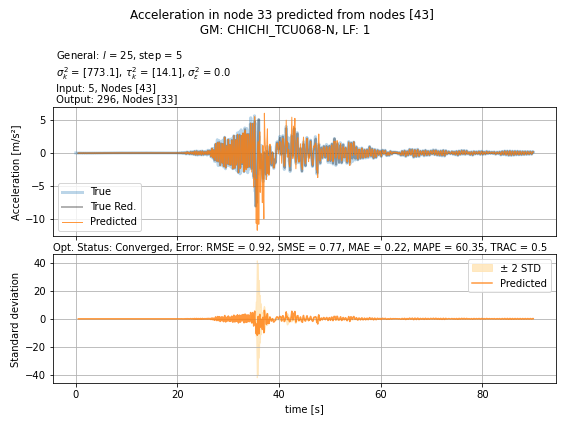 Acceleration in node 33 predicted from nodes [43]
GM: CHICHI_TCU068-N, LF: 1
General: l = 25, step = 5
σ²_k = [773.1], τ²_k = [14.1], σ²_ε = 0.0
Input: 5, Nodes [43]
Output: 296, Nodes [33]
Acceleration [m/s²]
5
0
−5
−10
True
True Red.
Predicted
Opt. Status: Converged, Error: RMSE = 0.92, SMSE = 0.77, MAE = 0.22, MAPE = 60.35, TRAC = 0.5
Standard deviation
40
20
0
−20
−40
± 2 STD
Predicted
0 20 40 60 80
time [s]